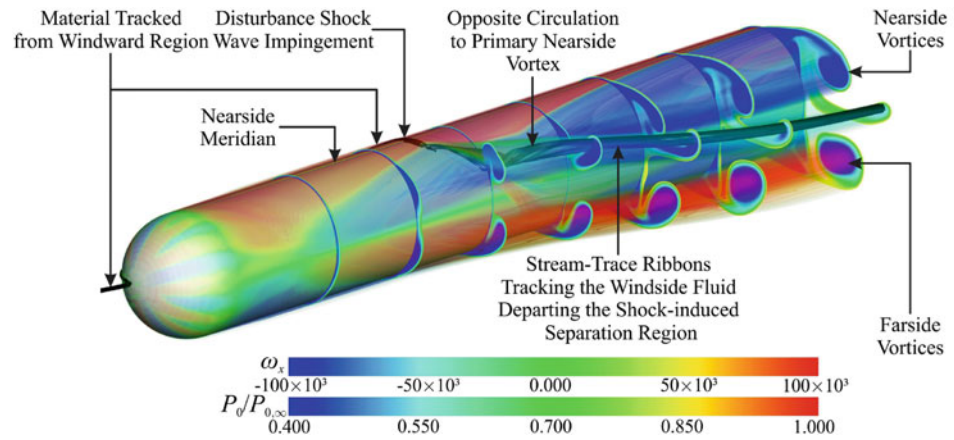 Material Tracked
from Windward Region
Disturbance Shock
Wave Impingement
Opposite Circulation
to Primary Nearside
Vortex
Nearside
Vortices
Nearside
Meridian
Stream-Trace Ribbons
Tracking the Windside Fluid
Departing the Shock-induced
Separation Region
Farside
Vortices
ωₓ
-100×10³ -50×10³ 0.000 50×10³ 100×10³
P₀/P₀,∞
0.400 0.550 0.700 0.850 1.000